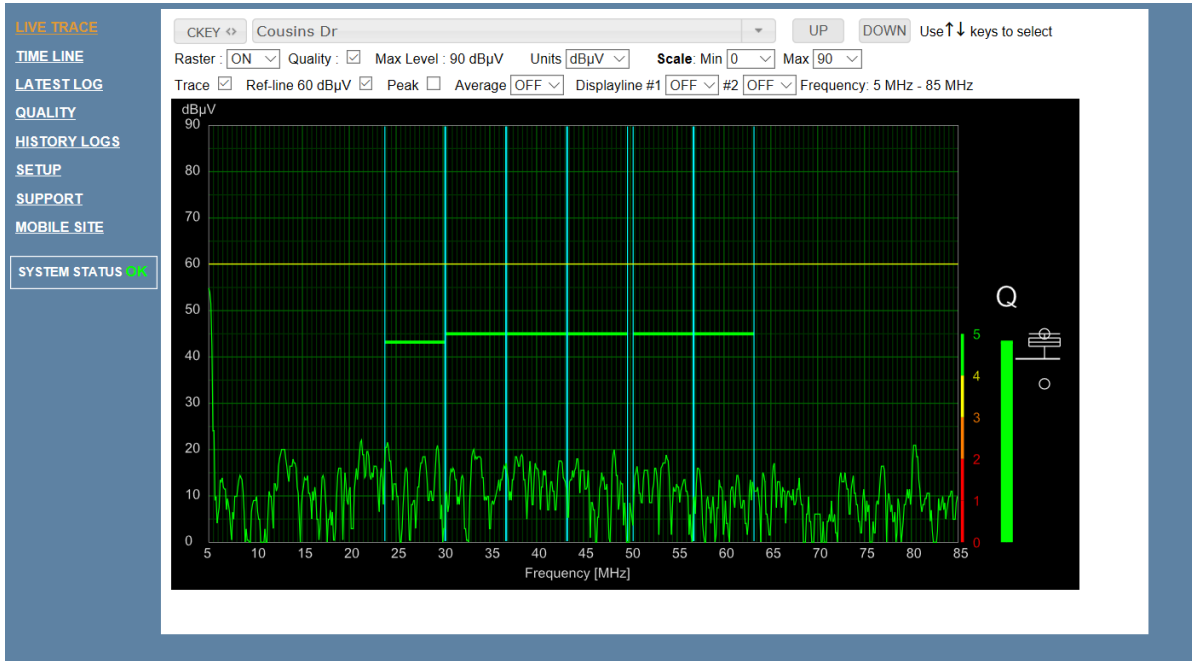 LIVE TRACE
TIME LINE
LATEST LOG
QUALITY
HISTORY LOGS
SETUP
SUPPORT
MOBILE SITE
SYSTEM STATUS OK
CKEY <> Cousins Dr UP DOWN Use↑↓ keys to select
Raster : ON Quality : Max Level : 90 dBµV Units dBµV Scale: Min 0 Max 90
Trace Ref-line 60 dBµV Peak Average OFF Displayline #1 OFF #2 OFF Frequency: 5 MHz - 85 MHz
dBµV
90
80
70
60
50
40
30
20
10
0
5 10 15 20 25 30 35 40 45 50 55 60 65 70 75 80 85
Frequency [MHz]
Q
5
4
3
2
1
0